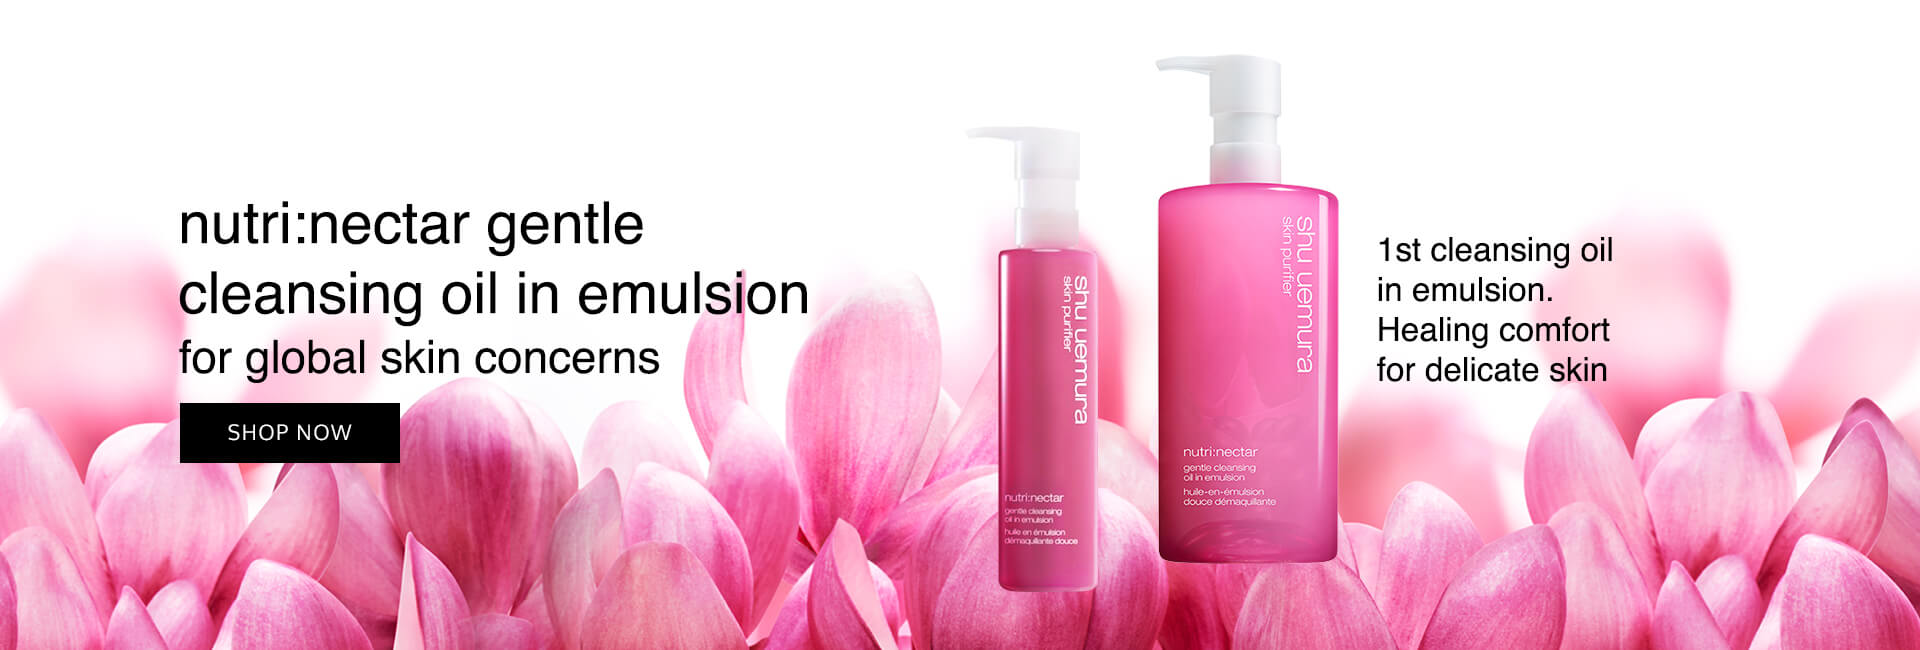 nutri:nectar gentle
cleansing oil in emulsion
for global skin concerns
SHOP NOW
shu uemura
skin purifier
nutri:nectar
gentle cleansing
oil in emulsion
huile en émulsion
démaquillante douce
shu uemura
skin purifier
nutri:nectar
gentle cleansing
oil in emulsion
huile-en-émulsion
douce démaquillante
1st cleansing oil
in emulsion.
Healing comfort
for delicate skin